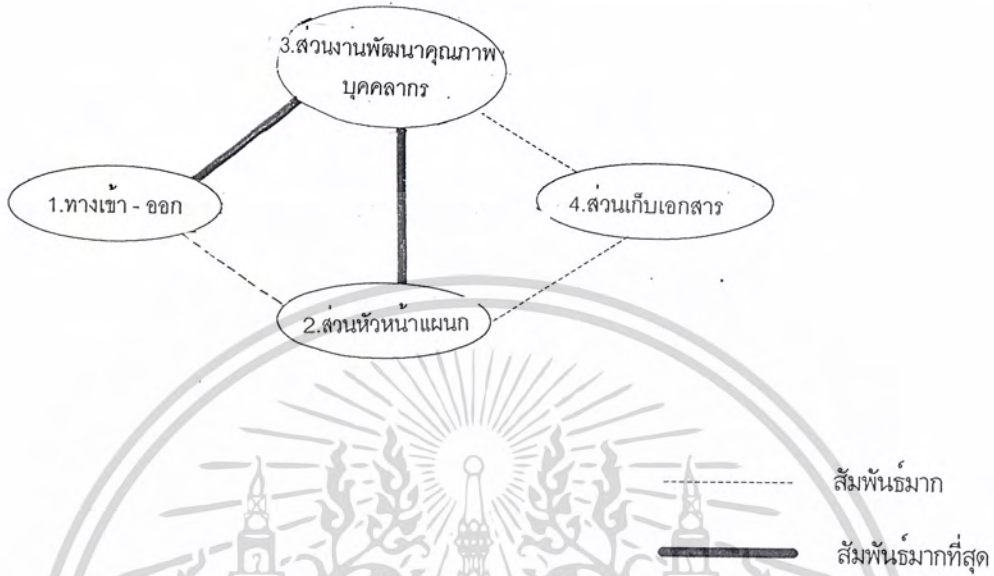 3.ส่วนงานพัฒนาคุณภาพ
บุคคลากร
1.ทางเข้า - ออก
4.ส่วนเก็บเอกสาร
2.ส่วนหัวหน้าแผนก
สัมพันธ์มาก
สัมพันธ์มากที่สุด